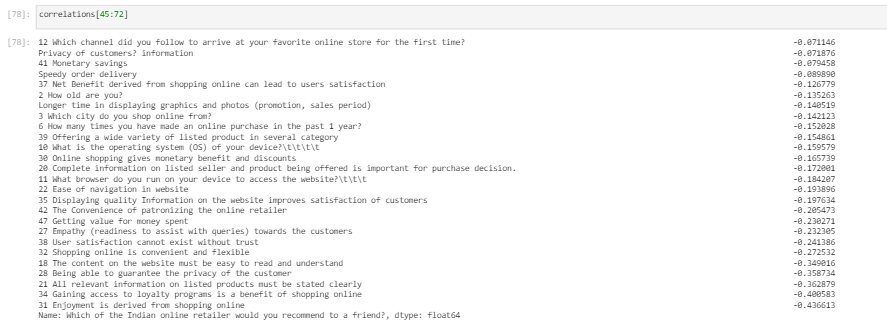 [78]: correlations[45:72]
[78]: 12 Which channel did you follow to arrive at your favorite online store for the first time? -0.071146
Privacy of customers? information -0.071876
41 Monetary savings -0.079458
Speedy order delivery -0.089890
37 Net Benefit derived from shopping online can lead to users satisfaction -0.126779
2 How old are you? -0.135263
Longer time in displaying graphics and photos (promotion, sales period) -0.140519
3 Which city do you shop online from? -0.142123
6 How many times you have made an online purchase in the past 1 year? -0.152028
39 Offering a wide variety of listed product in several category -0.154861
10 What is the operating system (OS) of your device?\t\t\t\t -0.159579
30 Online shopping gives monetary benefit and discounts -0.165739
20 Complete information on listed seller and product being offered is important for purchase decision. -0.172001
11 What browser do you run on your device to access the website?\t\t\t -0.184207
22 Ease of navigation in website -0.193896
35 Displaying quality Information on the website improves satisfaction of customers -0.197634
42 The Convenience of patronizing the online retailer -0.205473
47 Getting value for money spent -0.230271
27 Empathy (readiness to assist with queries) towards the customers -0.232305
38 User satisfaction cannot exist without trust -0.241386
32 Shopping online is convenient and flexible -0.272532
18 The content on the website must be easy to read and understand -0.349016
28 Being able to guarantee the privacy of the customer -0.358734
21 All relevant information on listed products must be stated clearly -0.362879
34 Gaining access to loyalty programs is a benefit of shopping online -0.400583
31 Enjoyment is derived from shopping online -0.436613
Name: Which of the Indian online retailer would you recommend to a friend?, dtype: float64